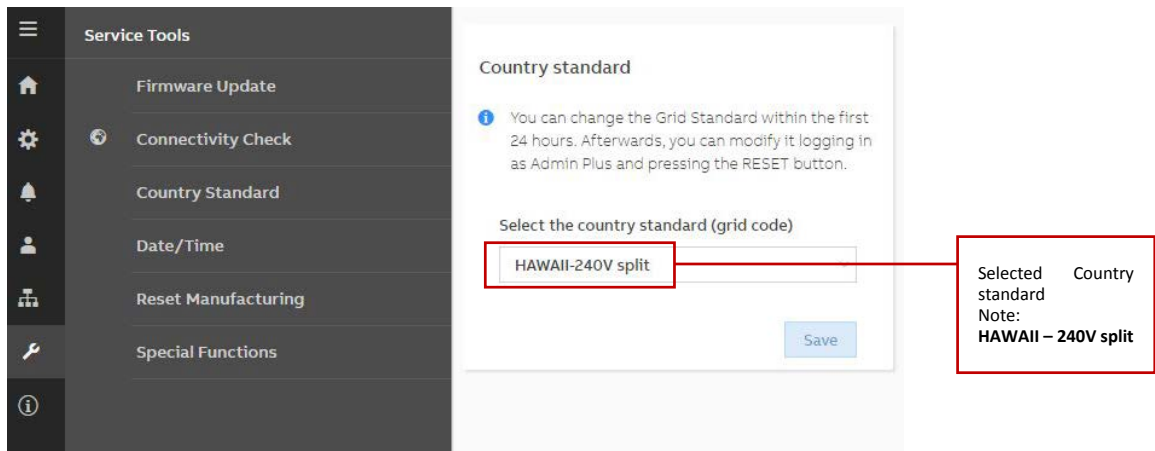 Service Tools
Firmware Update
Connectivity Check
Country Standard
Date/Time
Reset Manufacturing
Special Functions
Country standard
You can change the Grid Standard within the first
24 hours. Afterwards, you can modify it logging in
as Admin Plus and pressing the RESET button.
Select the country standard (grid code)
HAWAII-240V split
Save
Selected Country
standard
Note:
HAWAII – 240V split